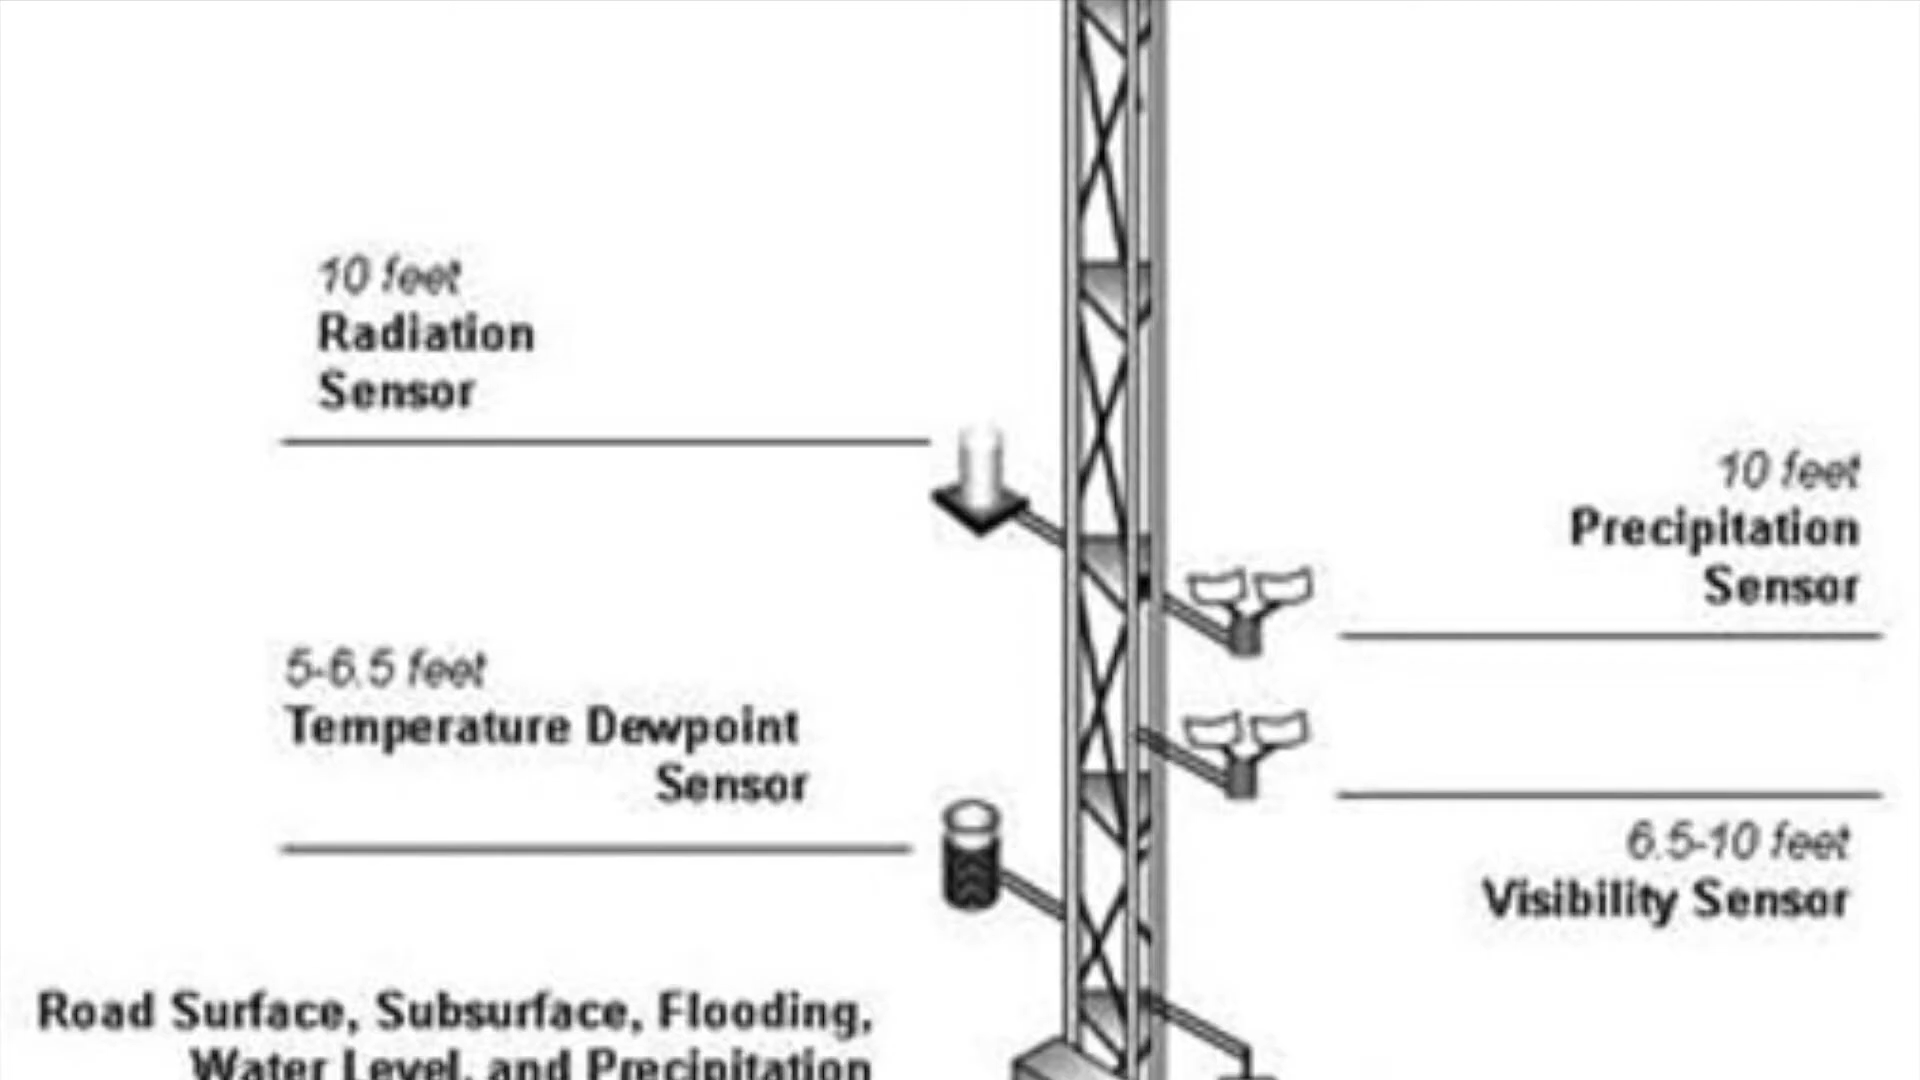 10 feet
Radiation
Sensor
10 feet
Precipitation
Sensor
5-6.5 feet
Temperature Dewpoint
Sensor
6.5-10 feet
Visibility Sensor
Road Surface, Subsurface, Flooding,
Water Level, and Precipitation